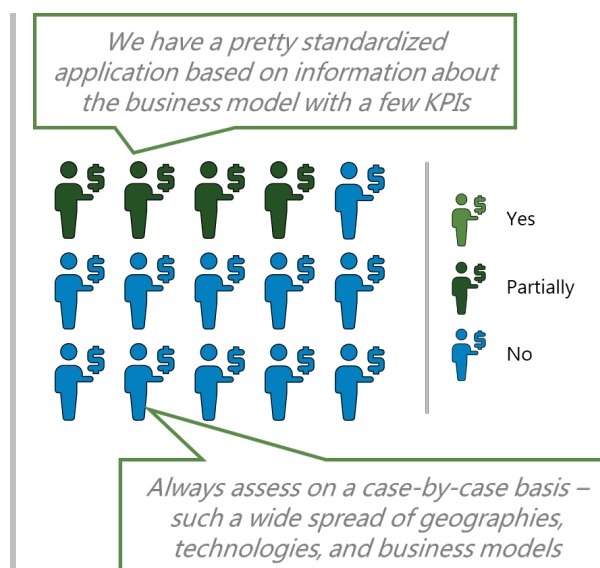 We have a pretty standardized
application based on information about
the business model with a few KPIs
Yes
Partially
No
Always assess on a case-by-case basis –
such a wide spread of geographies,
technologies, and business models